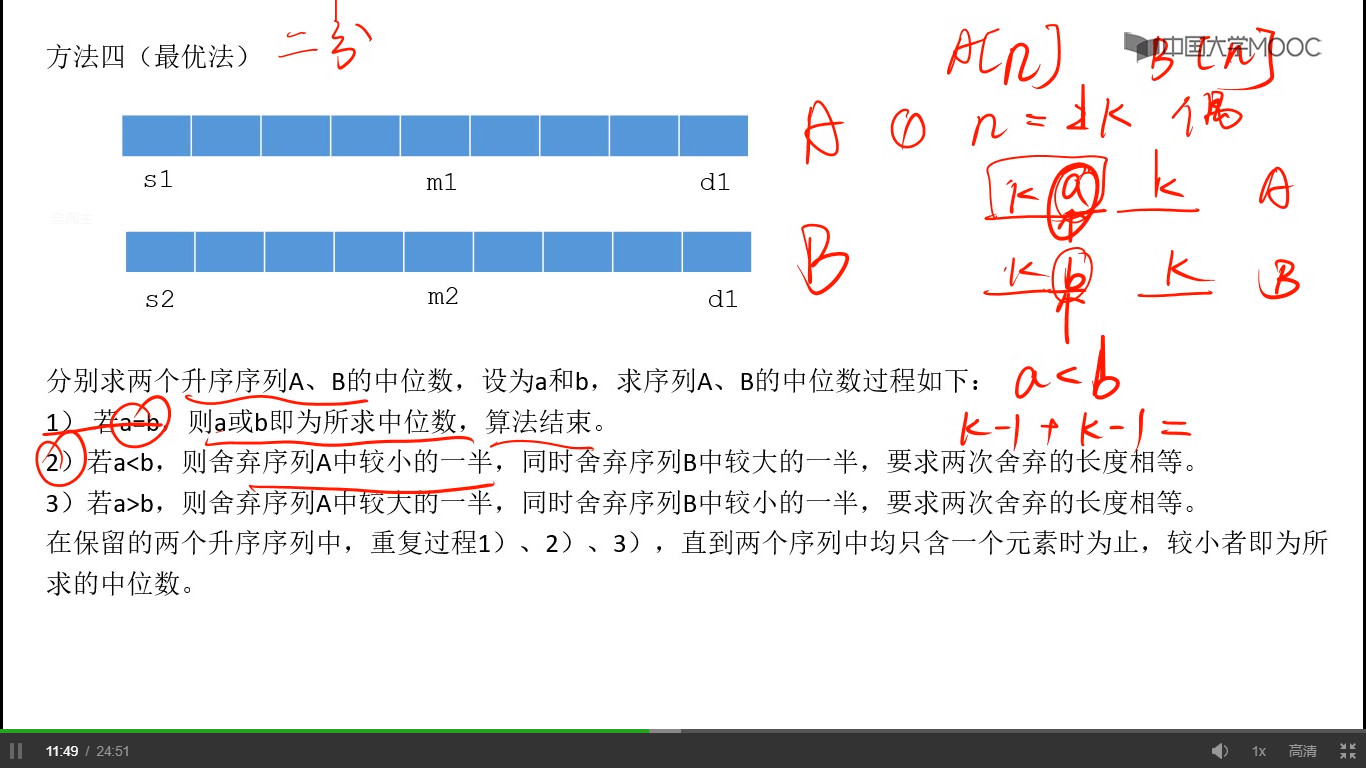 方法四（最优法） 二分
A[n] B[n]
中国大学MOOC
A ① n = 2k 偶
s1 m1 d1
k a k A
B
k b k B
s2 m2 d1
分别求两个升序序列A、B的中位数，设为a和b，求序列A、B的中位数过程如下：
a<b
1） 若a=b，则a或b即为所求中位数，算法结束。
k-1 + k-1 =
2）若a<b，则舍弃序列A中较小的一半，同时舍弃序列B中较大的一半，要求两次舍弃的长度相等。
3）若a>b，则舍弃序列A中较大的一半，同时舍弃序列B中较小的一半，要求两次舍弃的长度相等。
在保留的两个升序序列中，重复过程1）、2）、3），直到两个序列中均只含一个元素时为止，较小者即为所
求的中位数。
11:49 / 24:51 1x 高清